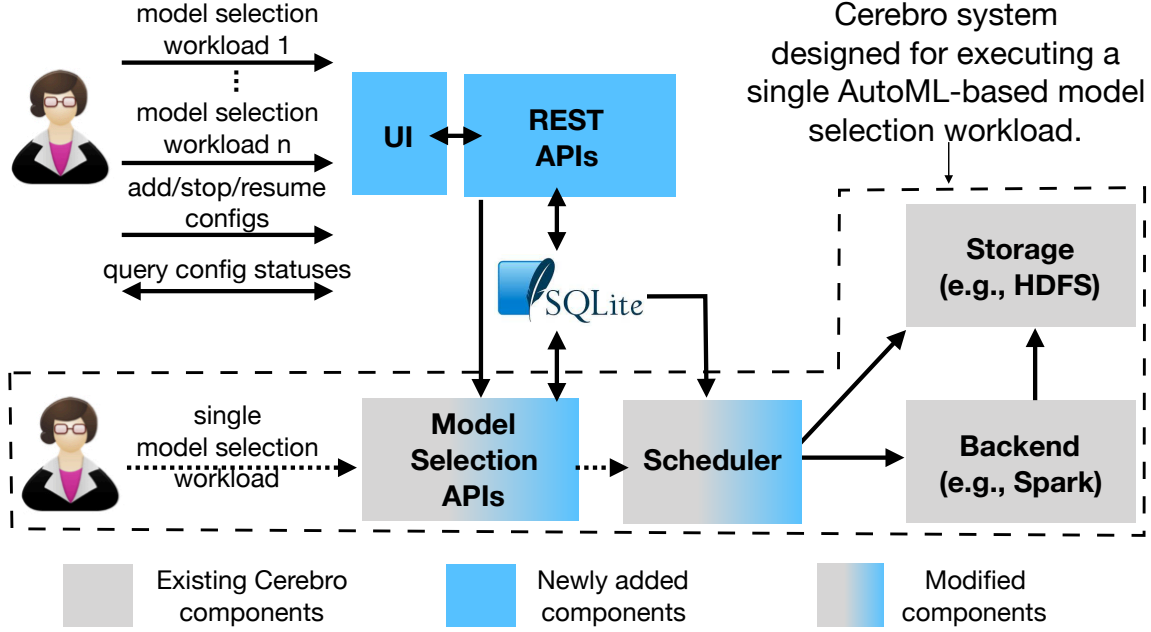 model selection
workload 1
⋮
model selection
workload n
add/stop/resume
configs
query config statuses
UI
REST
APIs
Cerebro system
designed for executing a
single AutoML-based model
selection workload.
SQLite
Storage
(e.g., HDFS)
single
model selection
workload
Model
Selection
APIs
Scheduler
Backend
(e.g., Spark)
Existing Cerebro
components
Newly added
components
Modified
components